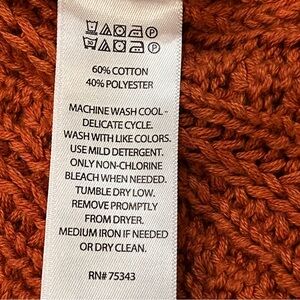 60% COTTON
40% POLYESTER
MACHINE WASH COOL -
DELICATE CYCLE.
WASH WITH LIKE COLORS.
USE MILD DETERGENT.
ONLY NON-CHLORINE
BLEACH WHEN NEEDED.
TUMBLE DRY LOW.
REMOVE PROMPTLY
FROM DRYER.
MEDIUM IRON IF NEEDED
OR DRY CLEAN.
RN# 75343